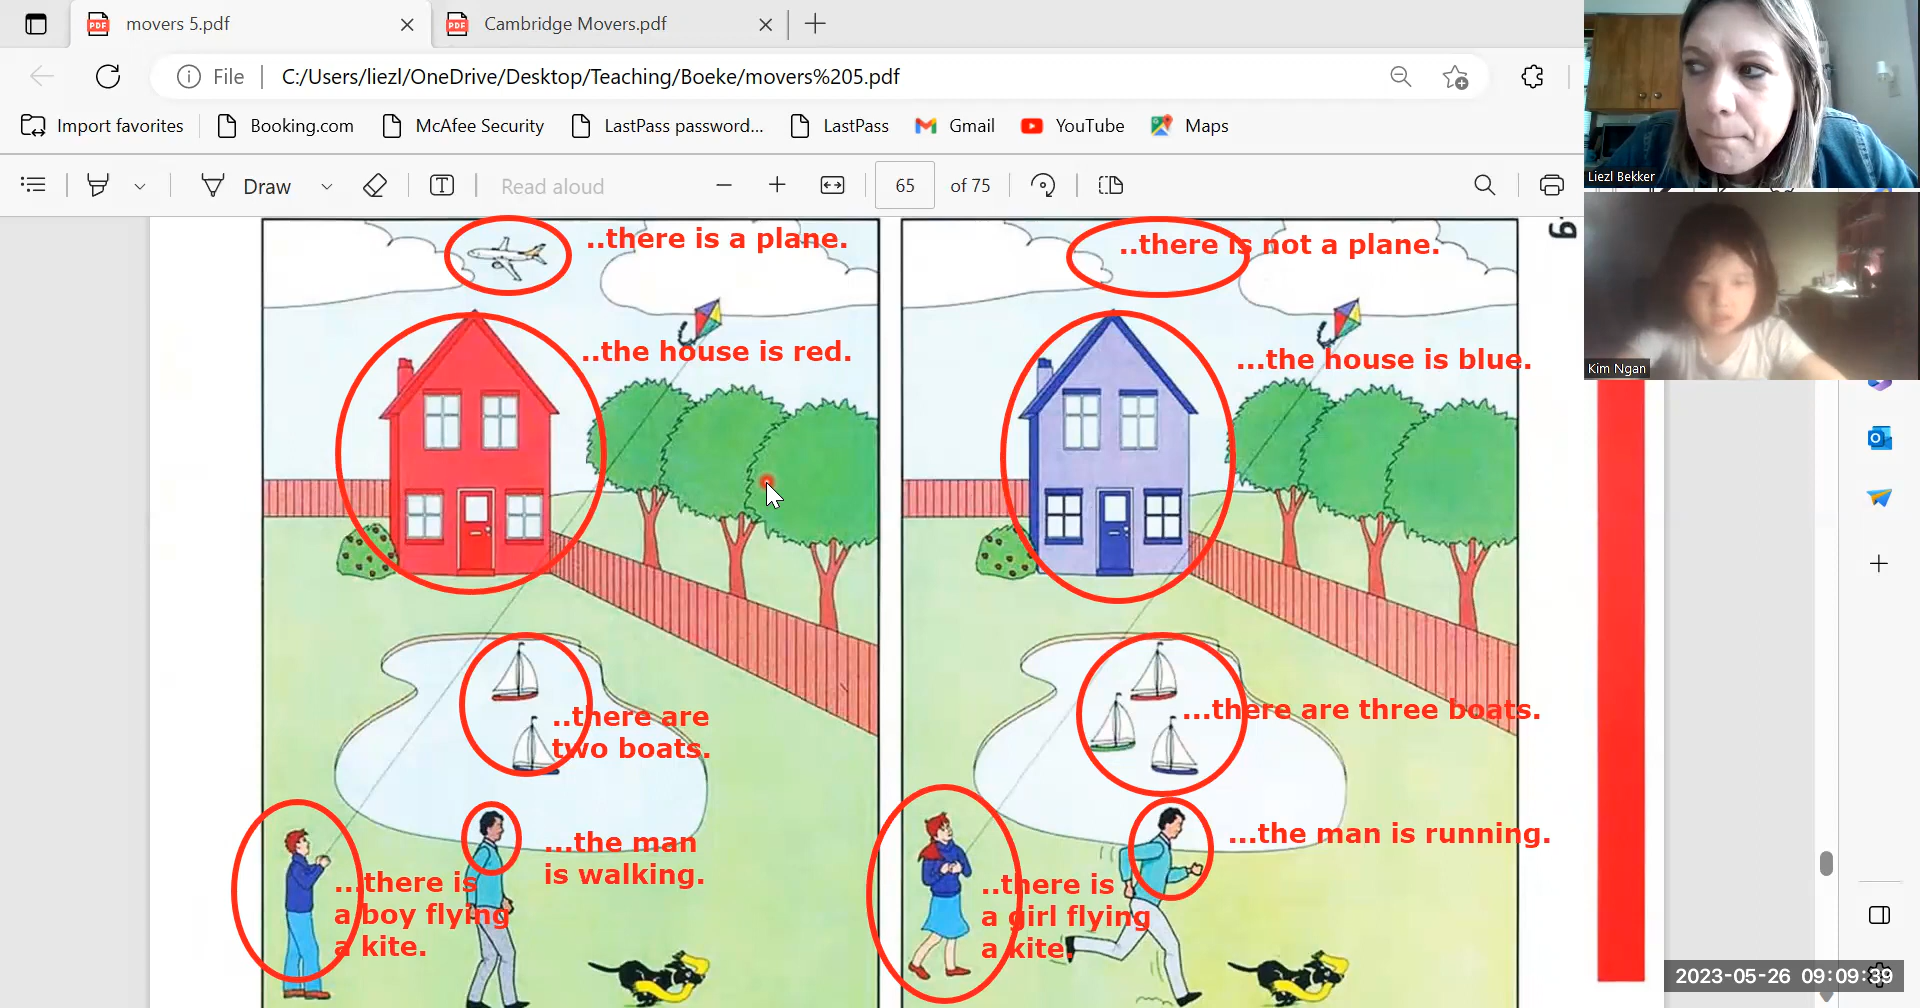 movers 5.pdf
Cambridge Movers.pdf
File
C:/Users/liezl/OneDrive/Desktop/Teaching/Boeke/movers%205.pdf
Import favorites
Booking.com
McAfee Security
LastPass password...
LastPass
Gmail
YouTube
Maps
Draw
Read aloud
65
of 75
..there is a plane.
..there is not a plane.
..the house is red.
...the house is blue.
..there are
two boats.
...there are three boats.
...the man
is walking.
...the man is running.
...there is
a boy flying
a kite.
..there is
a girl flying
a kite.
Liezl Bekker
Kim Ngan
2023-05-26 09:09:39